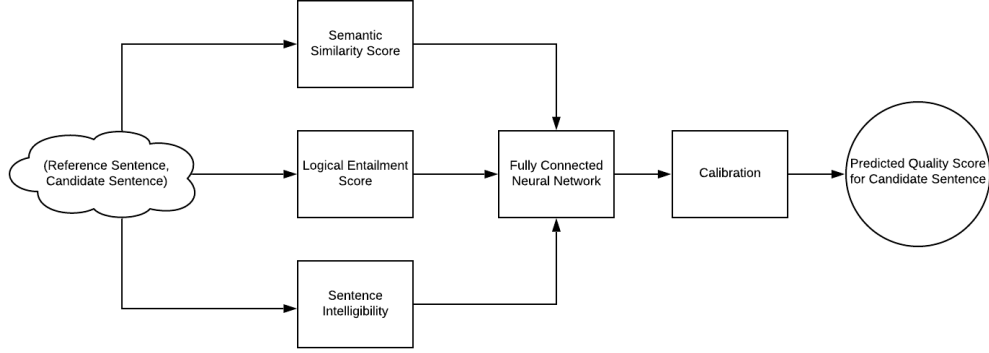 Semantic
Similarity Score
(Reference Sentence,
Candidate Sentence)
Logical Entailment
Score
Fully Connected
Neural Network
Calibration
Predicted Quality Score
for Candidate Sentence
Sentence
Intelligibility